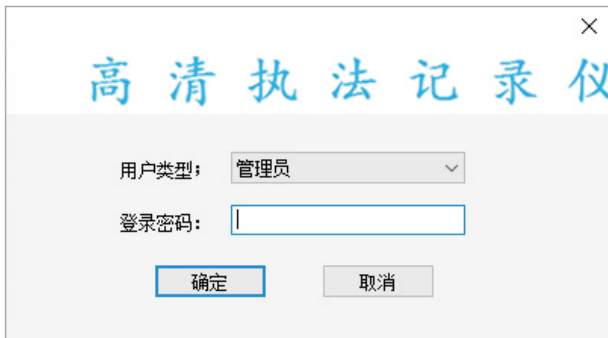 高清执法记录仪
用户类型； 管理员
登录密码：
确定 取消